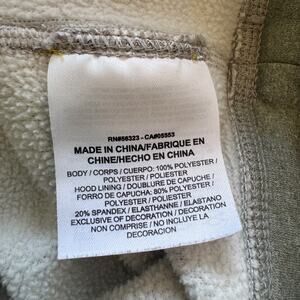 RN#56323 - CA#05553
MADE IN CHINA/FABRIQUE EN
CHINE/HECHO EN CHINA
BODY / CORPS / CUERPO: 100% POLYESTER /
POLYESTER / POLIESTER
HOOD LINING / DOUBLURE DE CAPUCHE /
FORRO DE CAPUCHA: 80% POLYESTER /
POLYESTER / POLIESTER
20% SPANDEX / ELASTHANNE / ELASTANO
EXCLUSIVE OF DECORATION / DECORATION
NON COMPRISE / NO INCLUYE LA
DECORACION